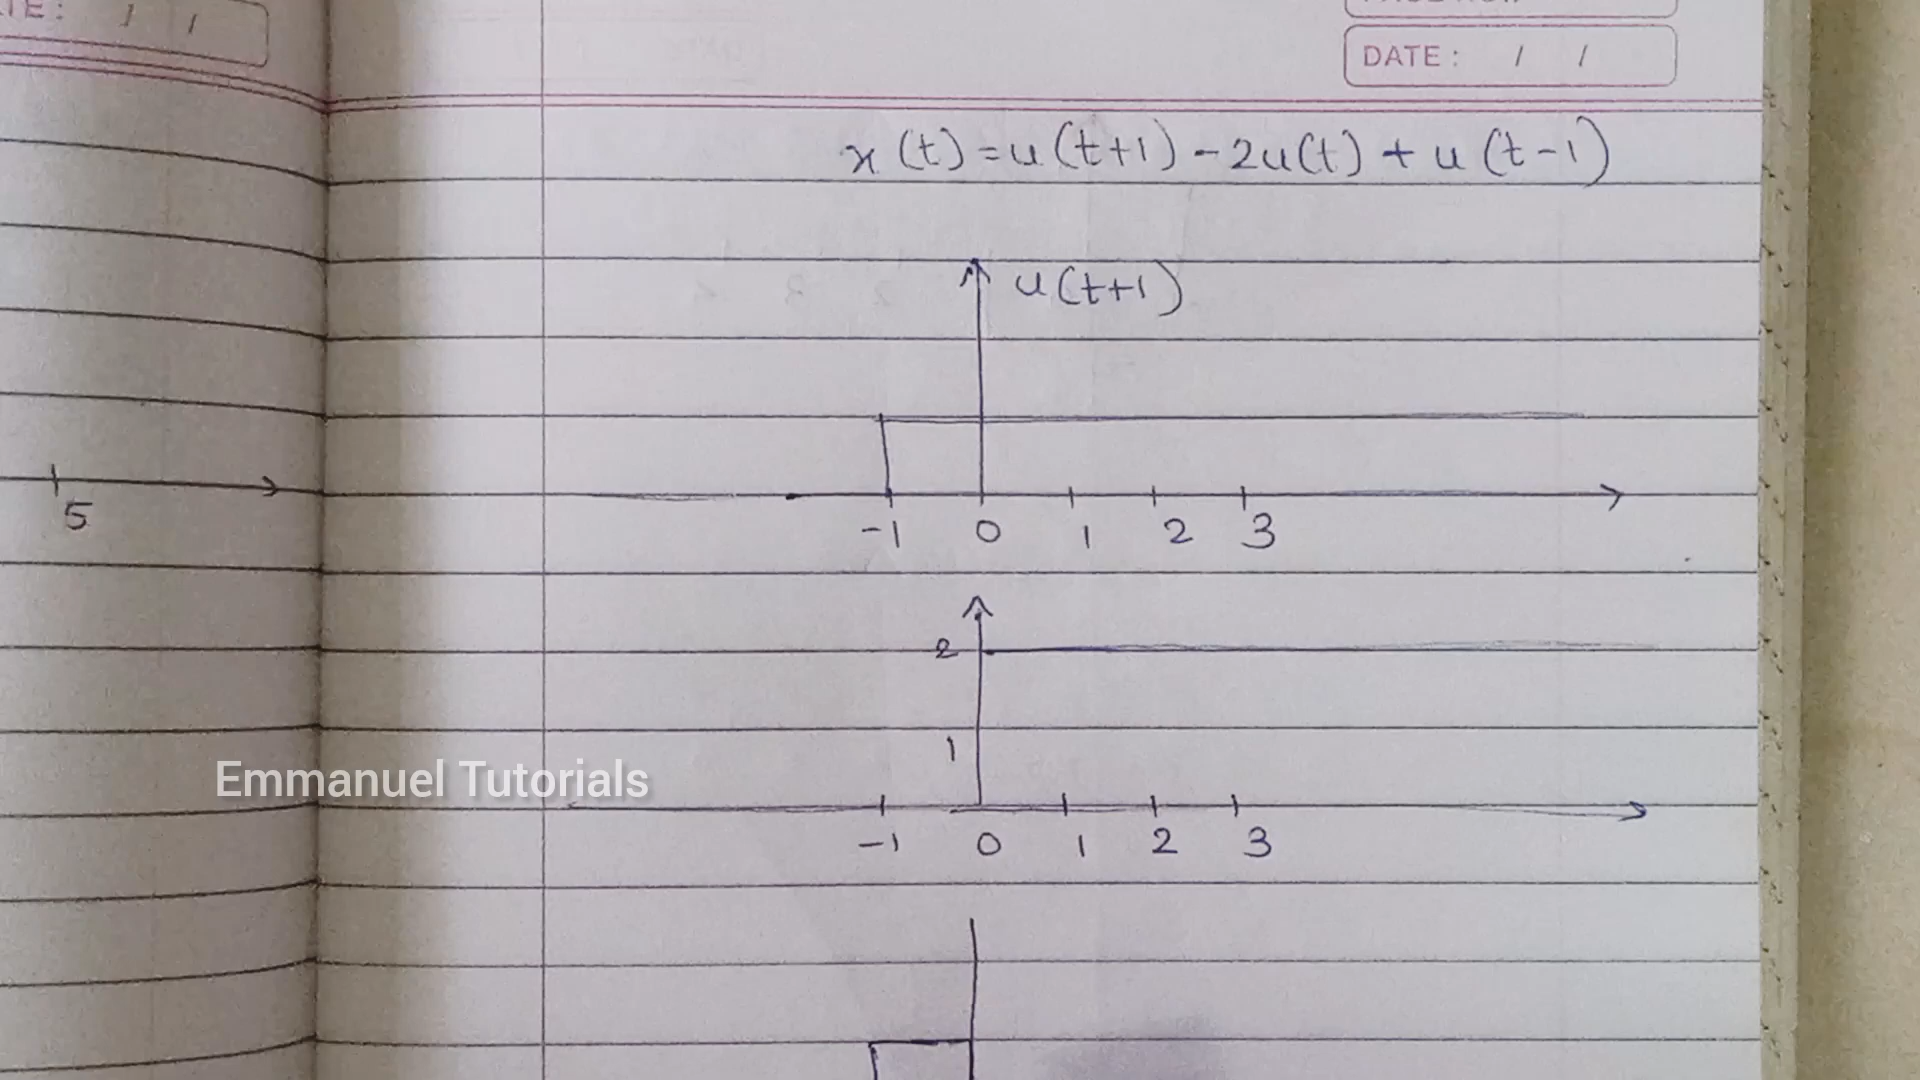 DATE : / /
x(t) = u(t+1) - 2u(t) + u(t-1)
u(t+1)
5
-1 0 1 2 3
2
1
Emmanuel Tutorials
-1 0 1 2 3